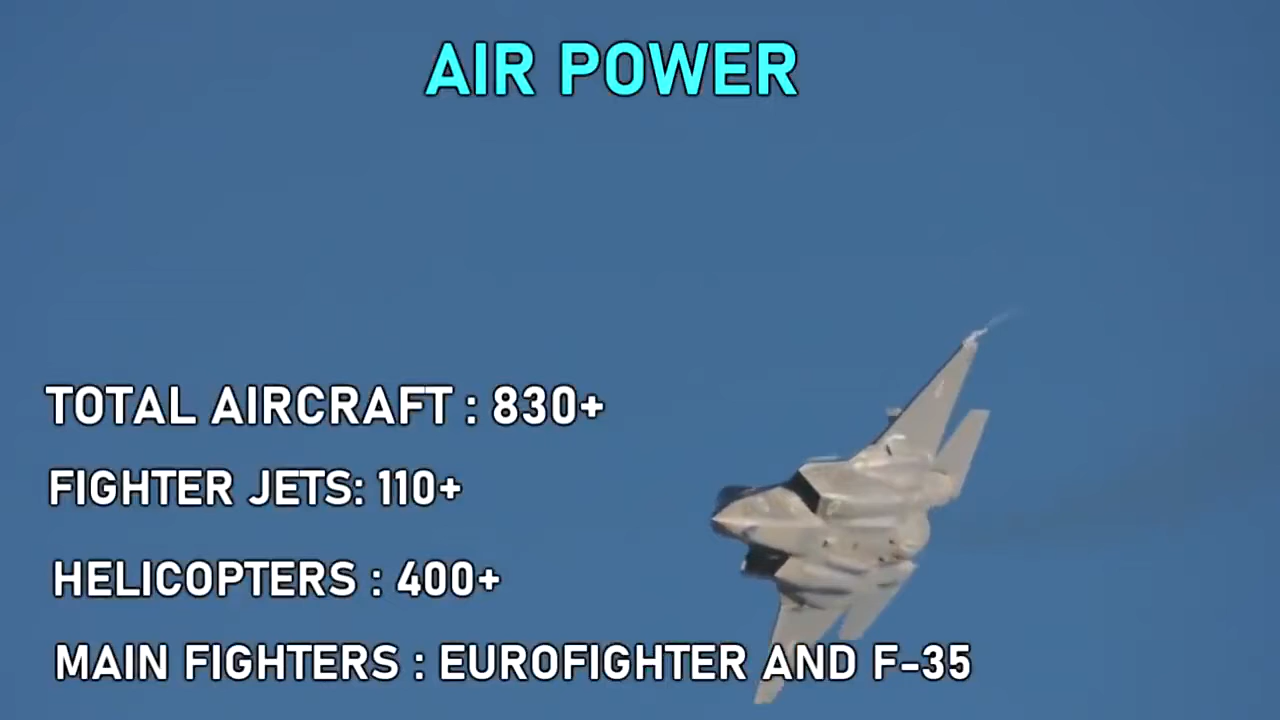 AIR POWER
TOTAL AIRCRAFT : 830+
FIGHTER JETS: 110+
HELICOPTERS : 400+
MAIN FIGHTERS : EUROFIGHTER AND F-35